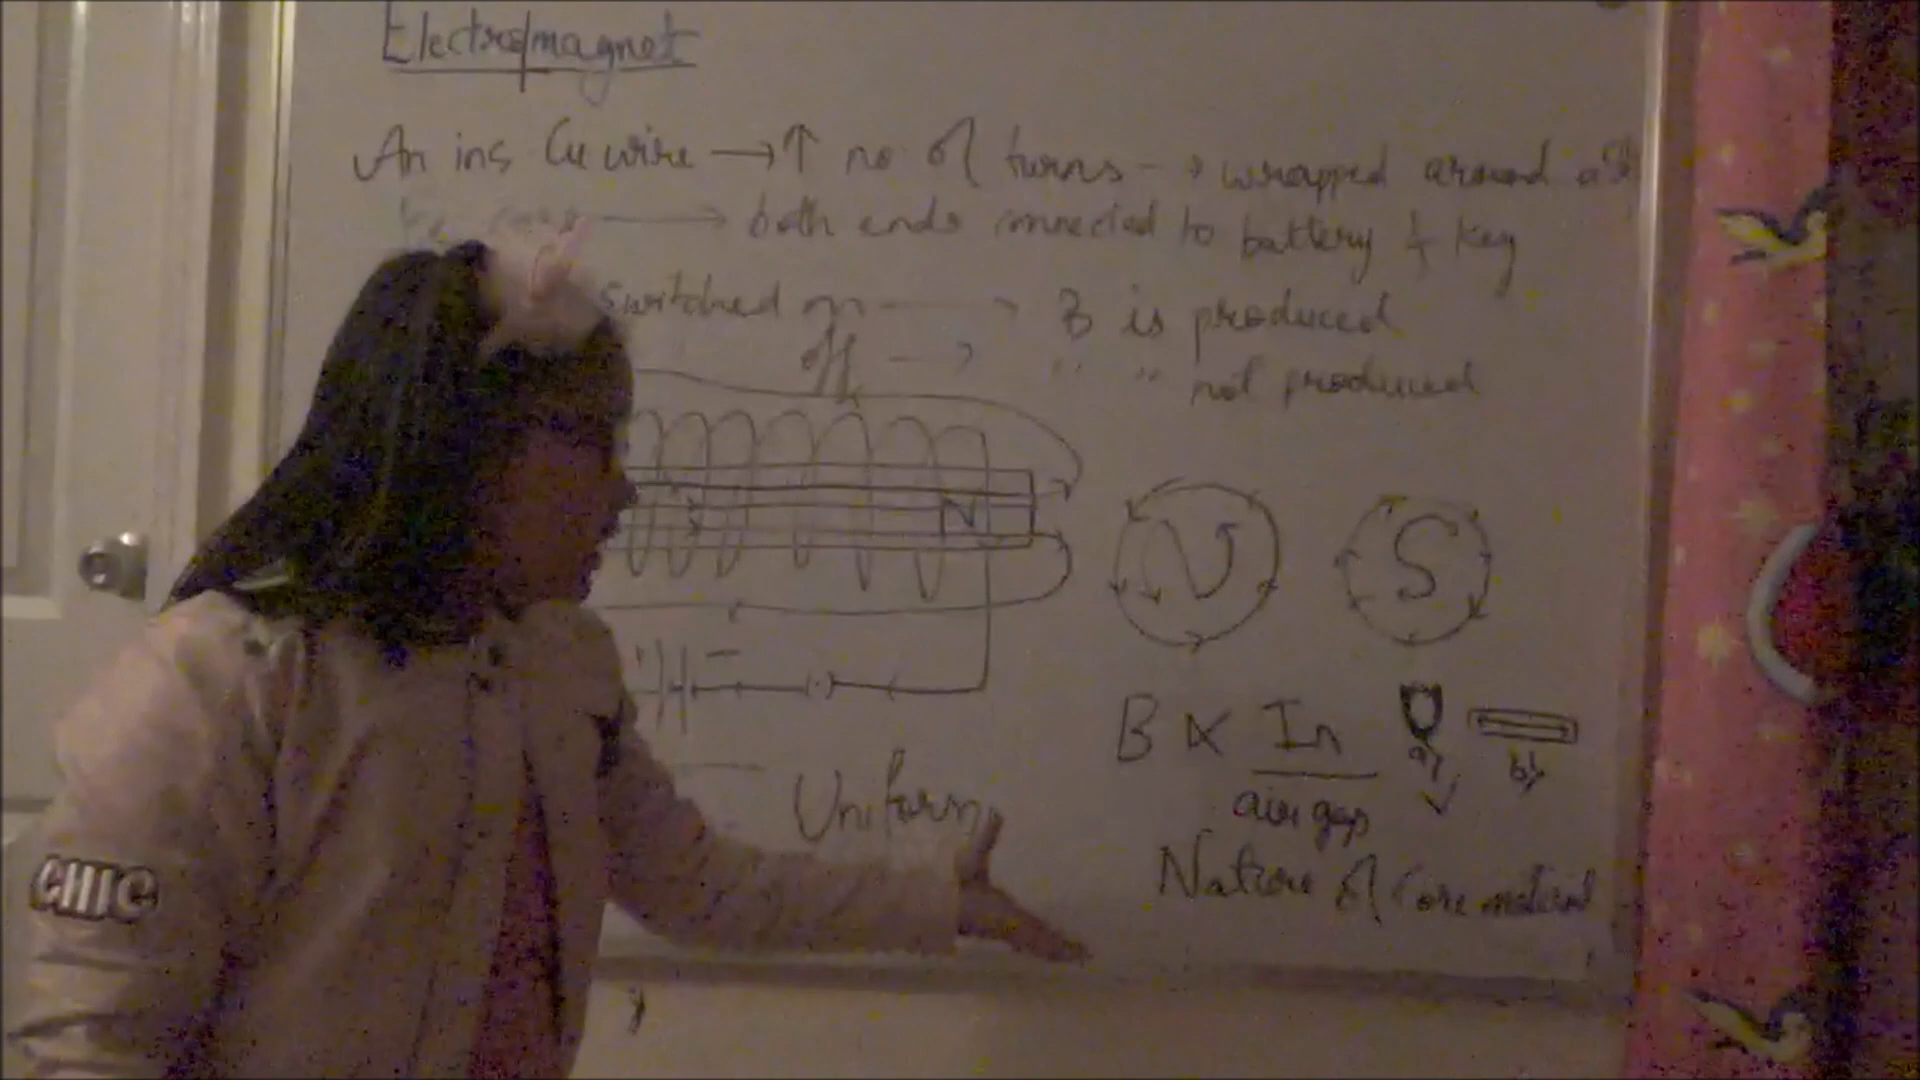 Electromagnet
An ins Cu wire → ↑ no of turns - → wrapped around a
→ both ends connected to battery & key
switched on → B is produced
off → " " not produced
N
N
S
B ∝ In
air gap
a)
b)
Uniform
Nature of core material
CHIC